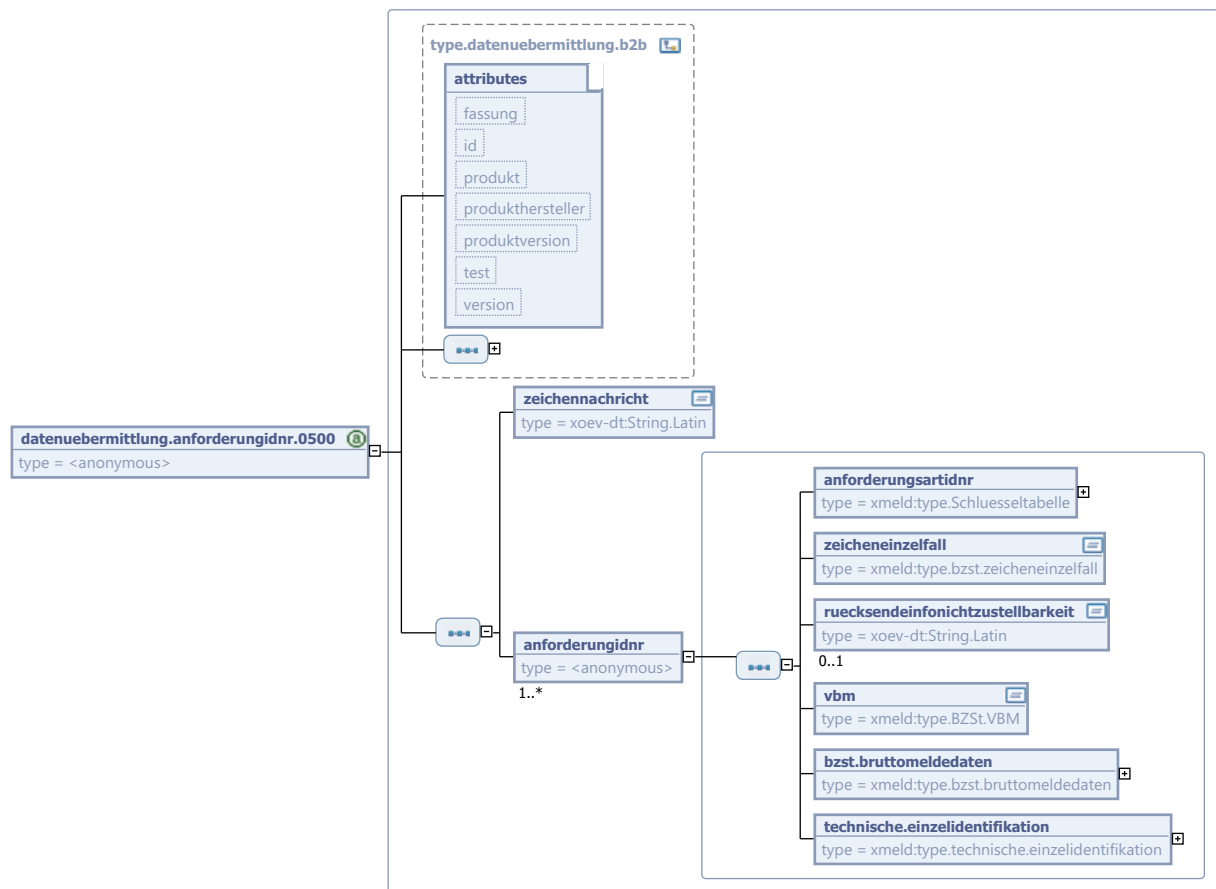 type.datenuebermittlung.b2b
attributes
fassung
id
produkt
produkthersteller
produktversion
test
version
datenuebermittlung.anforderungidnr.0500
type = <anonymous>
zeichennachricht
type = xoev-dt:String.Latin
anforderungidnr
type = <anonymous>
1..*
anforderungsartidnr
type = xmeld:type.Schluesseltabelle
zeicheneinzelfall
type = xmeld:type.bzst.zeicheneinzelfall
ruecksendeinfonichtzustellbarkeit
type = xoev-dt:String.Latin
0..1
vbm
type = xmeld:type.BZSt.VBM
bzst.bruttomeldedaten
type = xmeld:type.bzst.bruttomeldedaten
technische.einzelidentifikation
type = xmeld:type.technische.einzelidentifikation